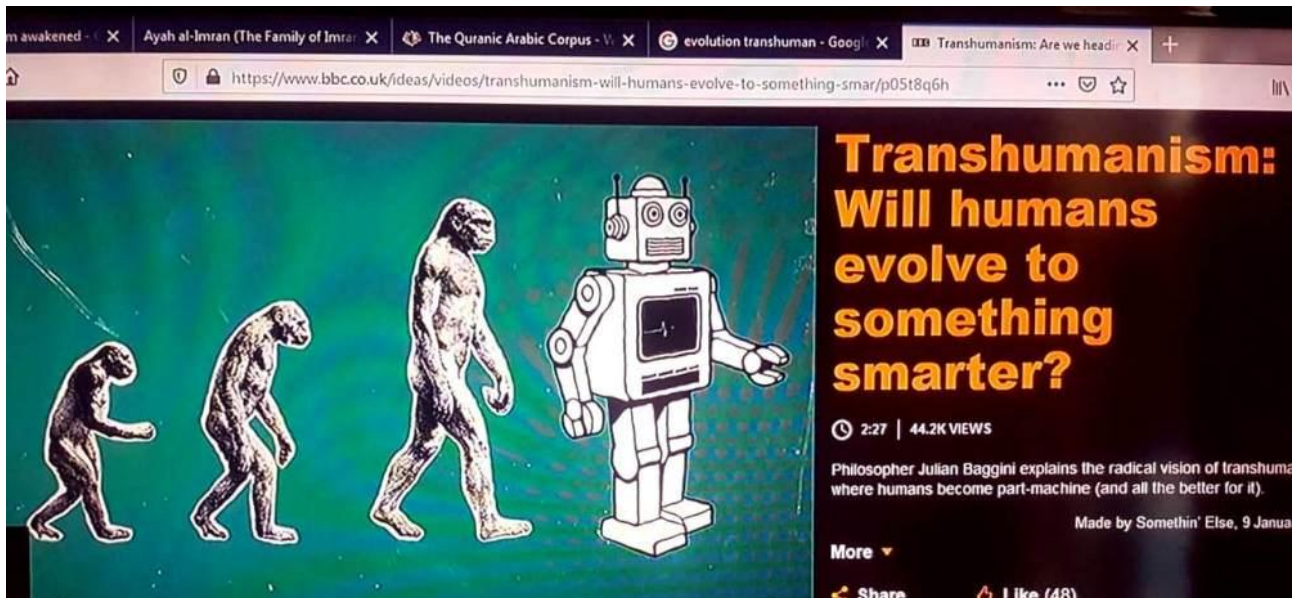 m awakened -
Ayah al-Imran (The Family of Imra
The Quranic Arabic Corpus -
evolution transhuman - Googl
BBC Transhumanism: Are we headin
https://www.bbc.co.uk/ideas/videos/transhumanism-will-humans-evolve-to-something-smar/p05t8q6h
Transhumanism:
Will humans
evolve to
something
smarter?
2:27 | 44.2K VIEWS
Philosopher Julian Baggini explains the radical vision of transhuma
where humans become part-machine (and all the better for it).
Made by Somethin' Else, 9 Janua
More
Share
Like (48)